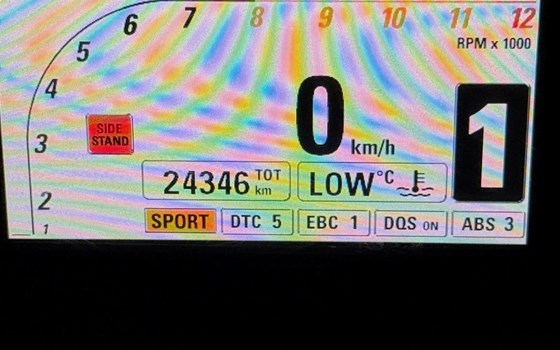 6 7 8 9 10 11 12
RPM x 1000
5
4
3
2
1
SIDE
STAND
0 km/h
1
24346 TOT km
LOW °C
SPORT DTC 5 EBC 1 DQS ON ABS 3